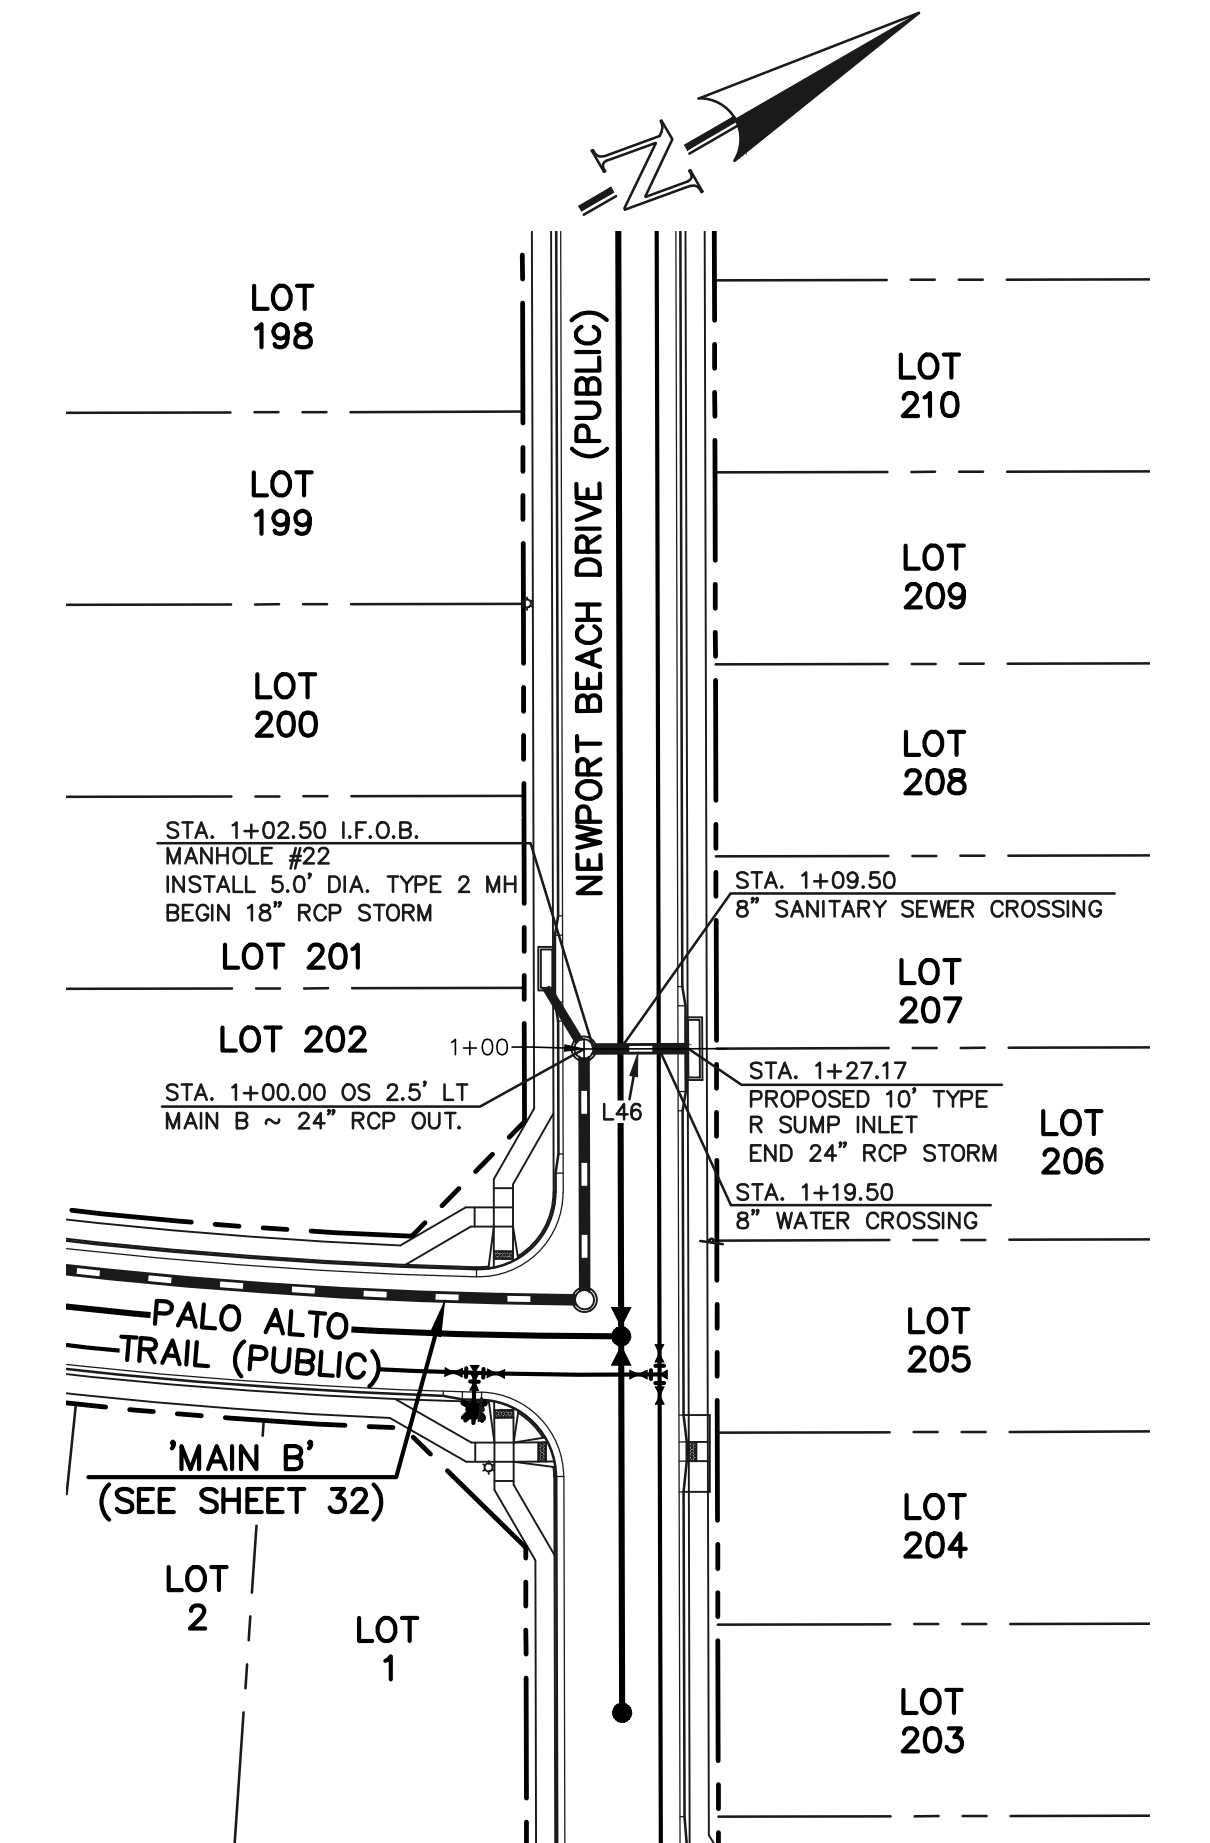 N
LOT
198
LOT
199
LOT
200
NEWPORT BEACH DRIVE (PUBLIC)
LOT
210
LOT
209
LOT
208
STA. 1+02.50 I.F.O.B.
MANHOLE #22
INSTALL 5.0' DIA. TYPE 2 MH
BEGIN 18" RCP STORM
LOT 201
LOT 202
1+00
STA. 1+00.00 OS 2.5' LT
MAIN B ~ 24" RCP OUT.
STA. 1+09.50
8" SANITARY SEWER CROSSING
LOT
207
L46
STA. 1+27.17
PROPOSED 10' TYPE
R SUMP INLET
END 24" RCP STORM
LOT
206
STA. 1+19.50
8" WATER CROSSING
PALO ALTO
TRAIL (PUBLIC)
'MAIN B'
(SEE SHEET 32)
LOT
205
LOT
204
LOT
2
LOT
1
LOT
203